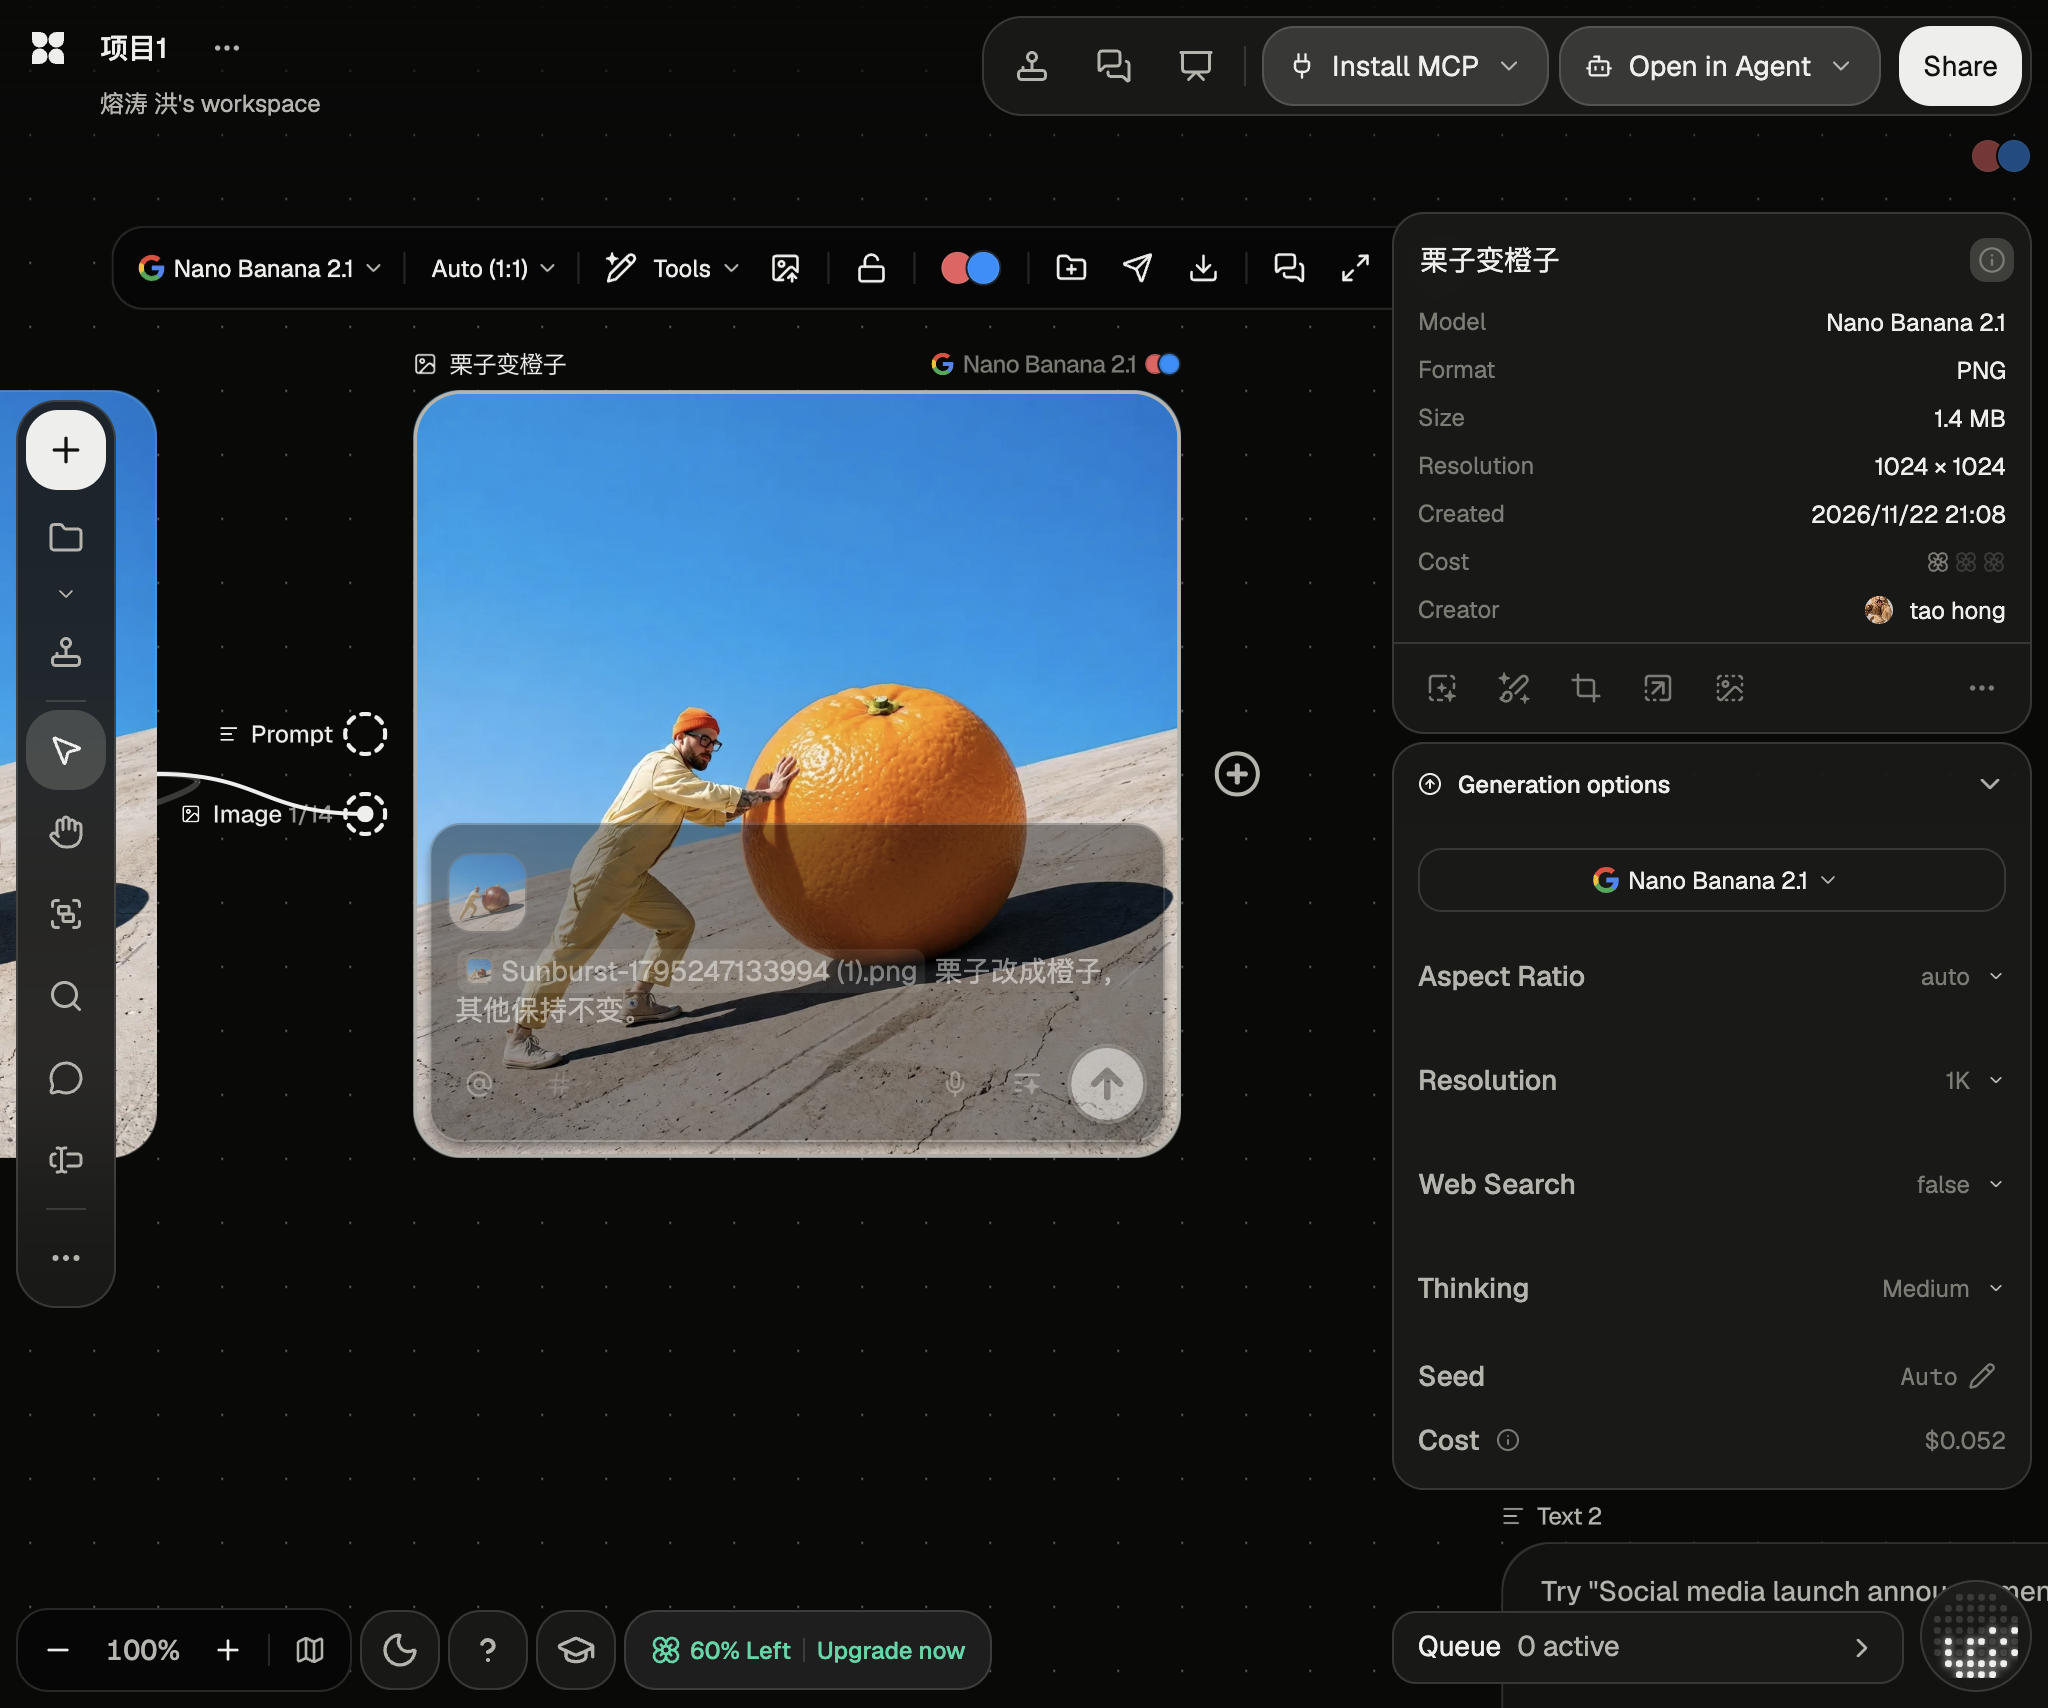 项目1
熔涛 洪's workspace
Install MCP
Open in Agent
Share
Nano Banana 2.1
Auto (1:1)
Tools
栗子变橙子
Nano Banana 2.1
Prompt
Image 1/14
Sunburst-1795247133994 (1).png 栗子改成橙子，
其他保持不变。
@
#
栗子变橙子
Model Nano Banana 2.1
Format PNG
Size 1.4 MB
Resolution 1024 × 1024
Created 2026/11/22 21:08
Cost
Creator tao hong
Generation options
Nano Banana 2.1
Aspect Ratio auto
Resolution 1K
Web Search false
Thinking Medium
Seed Auto
Cost $0.052
Text 2
Try "Social media launch
Queue 0 active
100%
?
60% Left Upgrade now